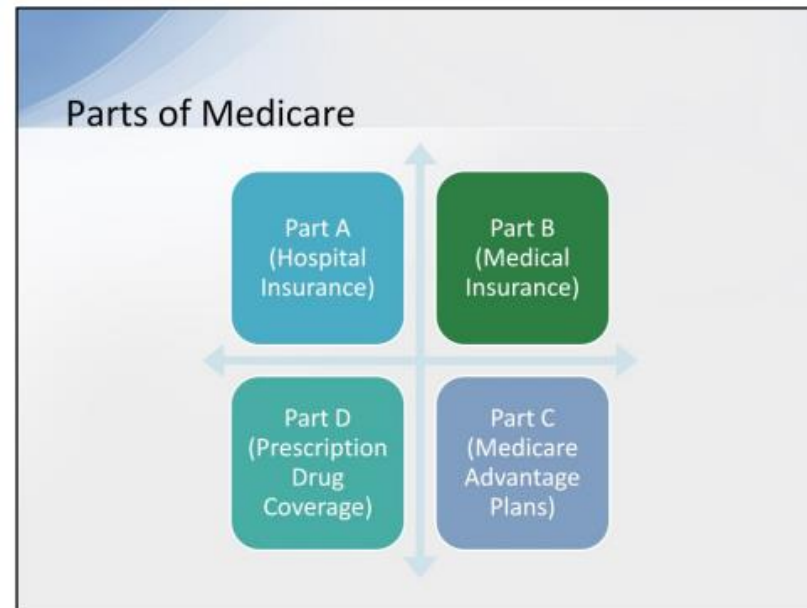 Parts of Medicare
Part A
(Hospital
Insurance)
Part B
(Medical
Insurance)
Part D
(Prescription
Drug
Coverage)
Part C
(Medicare
Advantage
Plans)